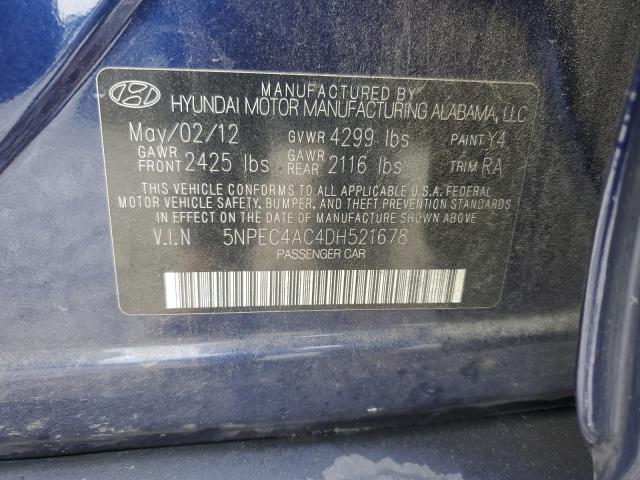 MANUFACTURED BY
HYUNDAI MOTOR MANUFACTURING ALABAMA, LLC
May/02/12 GVWR 4299 lbs PAINT Y4
GAWR FRONT 2425 lbs GAWR REAR 2116 lbs TRIM RA
THIS VEHICLE CONFORMS TO ALL APPLICABLE U.S.A. FEDERAL
MOTOR VEHICLE SAFETY, BUMPER, AND THEFT PREVENTION STANDARDS
IN EFFECT ON THE DATE OF MANUFACTURE SHOWN ABOVE
V.I.N 5NPEC4AC4DH521678
PASSENGER CAR